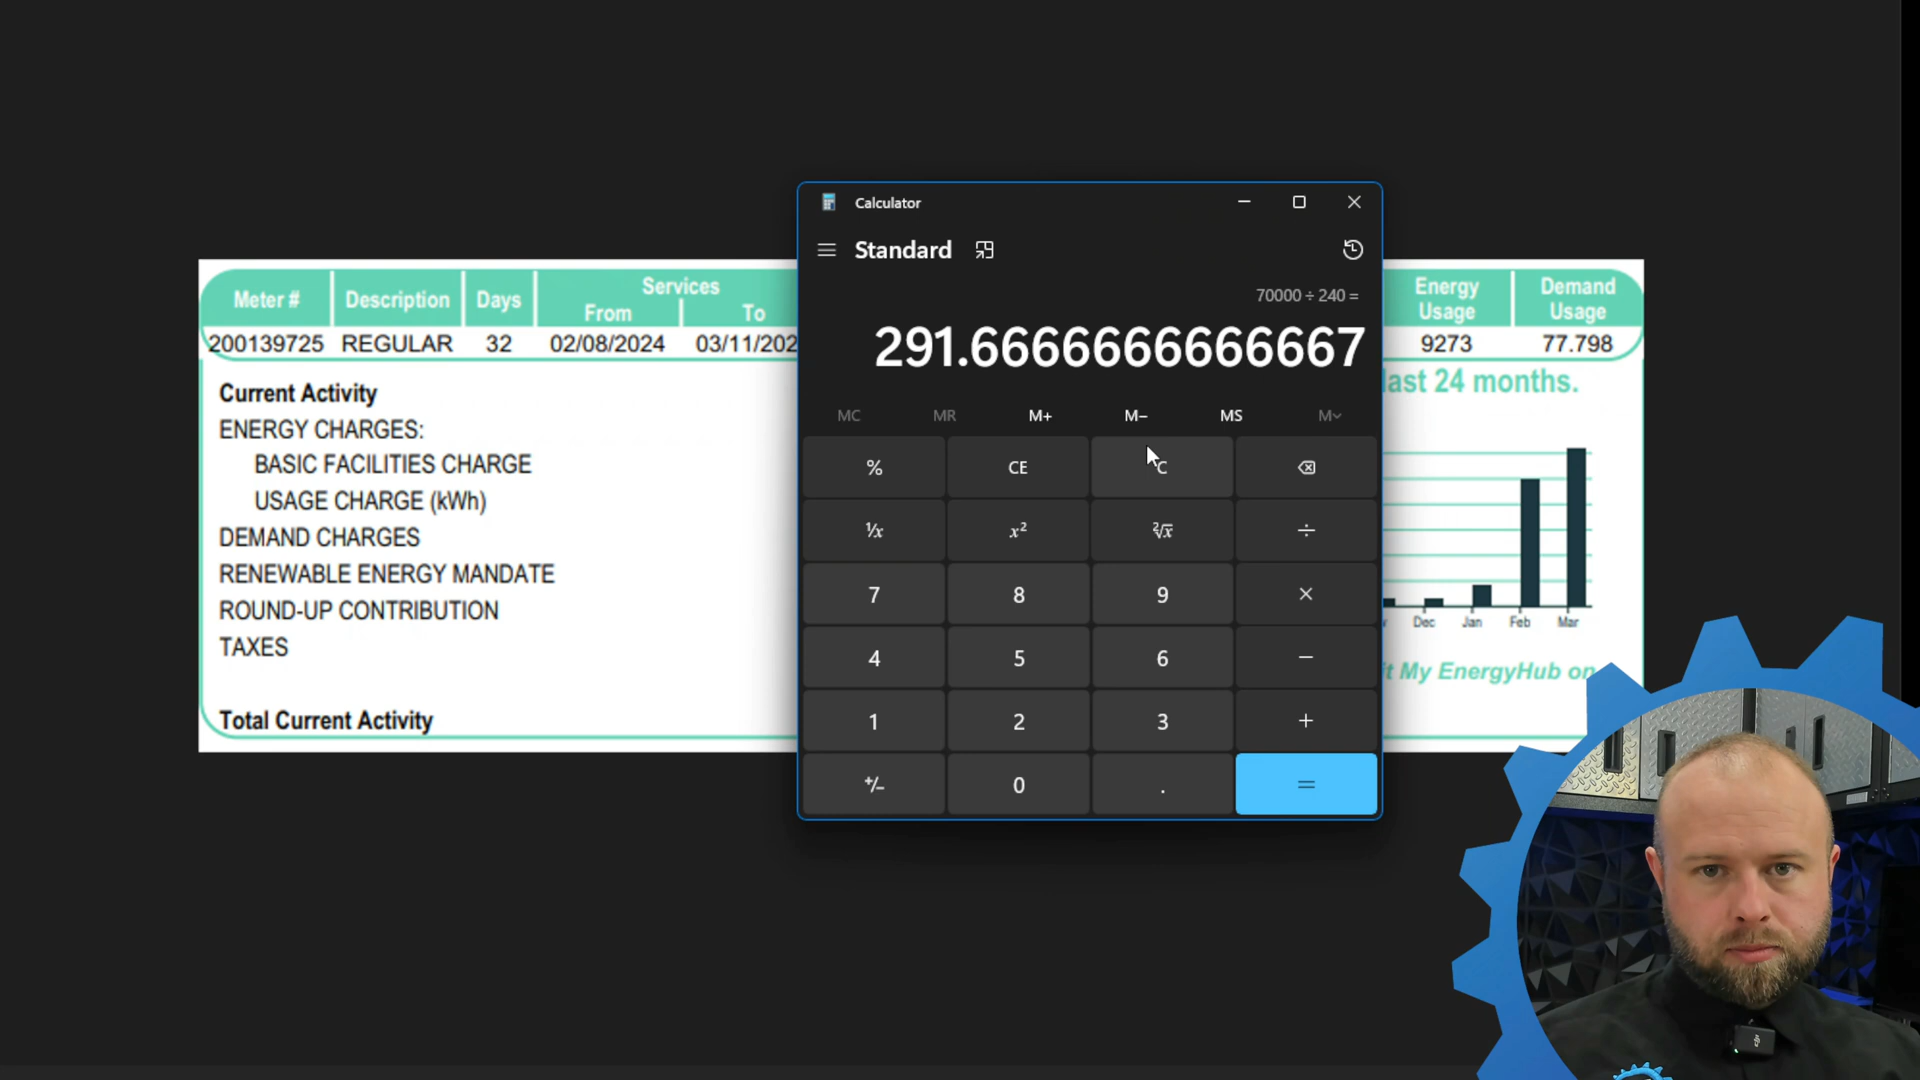 Calculator
Standard
70000 ÷ 240 =
291.6666666666667
MC MR M+ M− MS M˅
% CE C
⅟x x² ²√x ÷
7 8 9 ×
4 5 6 −
1 2 3 +
+/− 0 . =
Meter # Description Days Services From To
Energy Usage Demand Usage
200139725 REGULAR 32 02/08/2024 03/11/202
9273 77.798
last 24 months.
Current Activity
ENERGY CHARGES:
BASIC FACILITIES CHARGE
USAGE CHARGE (kWh)
DEMAND CHARGES
RENEWABLE ENERGY MANDATE
ROUND-UP CONTRIBUTION
TAXES
Total Current Activity
Dec Jan Feb Mar
it My EnergyHub on